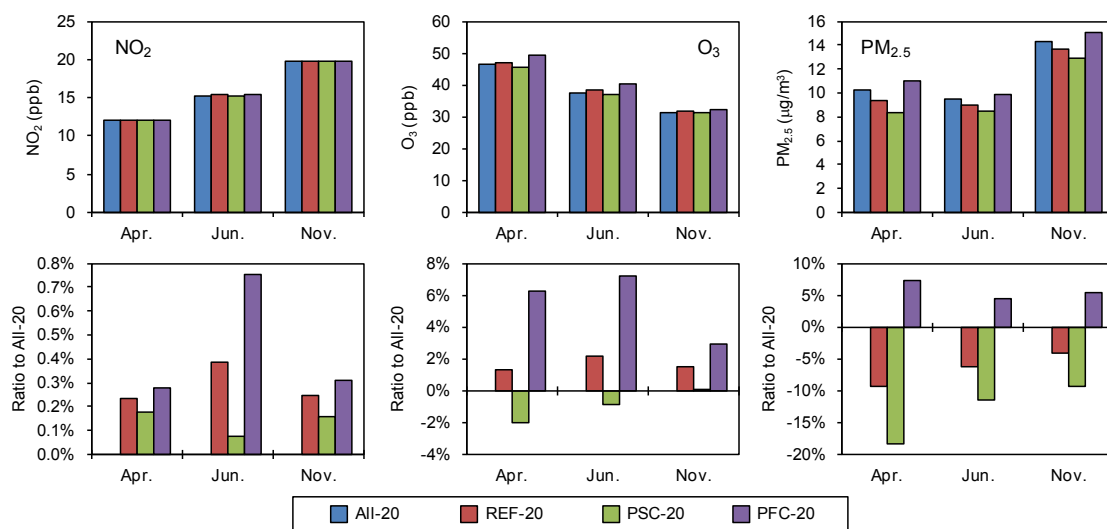 NO2
NO2 (ppb)
25
20
15
10
5
0
Apr. Jun. Nov.
O3
O3 (ppb)
60
50
40
30
20
10
0
Apr. Jun. Nov.
PM2.5
PM2.5 (μg/m³)
16
14
12
10
8
6
4
2
0
Apr. Jun. Nov.
Ratio to All-20
0.8%
0.7%
0.6%
0.5%
0.4%
0.3%
0.2%
0.1%
0.0%
Apr. Jun. Nov.
Ratio to All-20
8%
6%
4%
2%
0%
-2%
-4%
Apr. Jun. Nov.
Ratio to All-20
10%
5%
0%
-5%
-10%
-15%
-20%
Apr. Jun. Nov.
All-20 REF-20 PSC-20 PFC-20